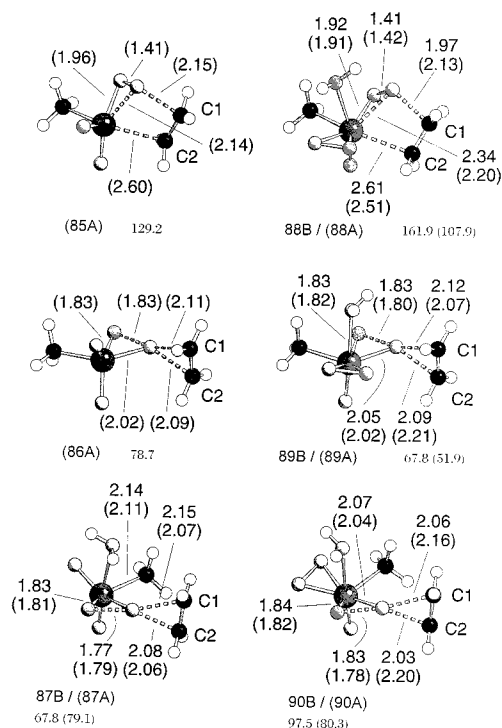 (1.96)
(1.41)
(2.15)
C1
(2.14)
C2
(2.60)
(85A) 129.2
1.92
(1.91)
1.41
(1.42)
1.97
(2.13)
C1
C2
2.34
(2.20)
2.61
(2.51)
88B / (88A) 161.9 (107.9)
(1.83)
(1.83)
(2.11)
C1
C2
(2.02)
(2.09)
(86A) 78.7
1.83
(1.82)
1.83
(1.80)
2.12
(2.07)
C1
C2
2.05
(2.02)
2.09
(2.21)
89B / (89A) 67.8 (51.9)
2.14
(2.11)
2.15
(2.07)
1.83
(1.81)
C1
C2
1.77
(1.79)
2.08
(2.06)
87B / (87A)
67.8 (79.1)
2.07
(2.04)
2.06
(2.16)
C1
1.84
(1.82)
C2
1.83
(1.78)
2.03
(2.20)
90B / (90A)
97.5 (80.3)